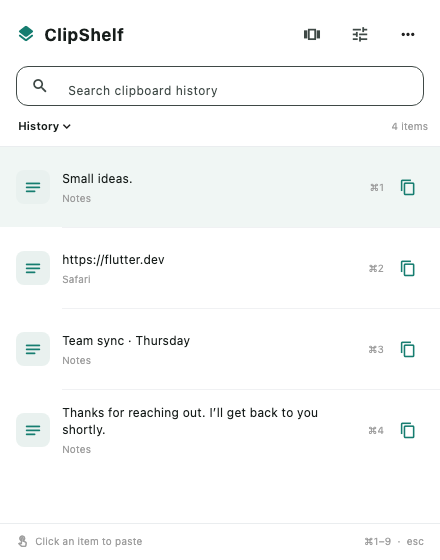 ClipShelf
Search clipboard history
History
4 items
Small ideas.
Notes
⌘1
https://flutter.dev
Safari
⌘2
Team sync · Thursday
Notes
⌘3
Thanks for reaching out. I’ll get back to you
shortly.
Notes
⌘4
Click an item to paste
⌘1–9 · esc